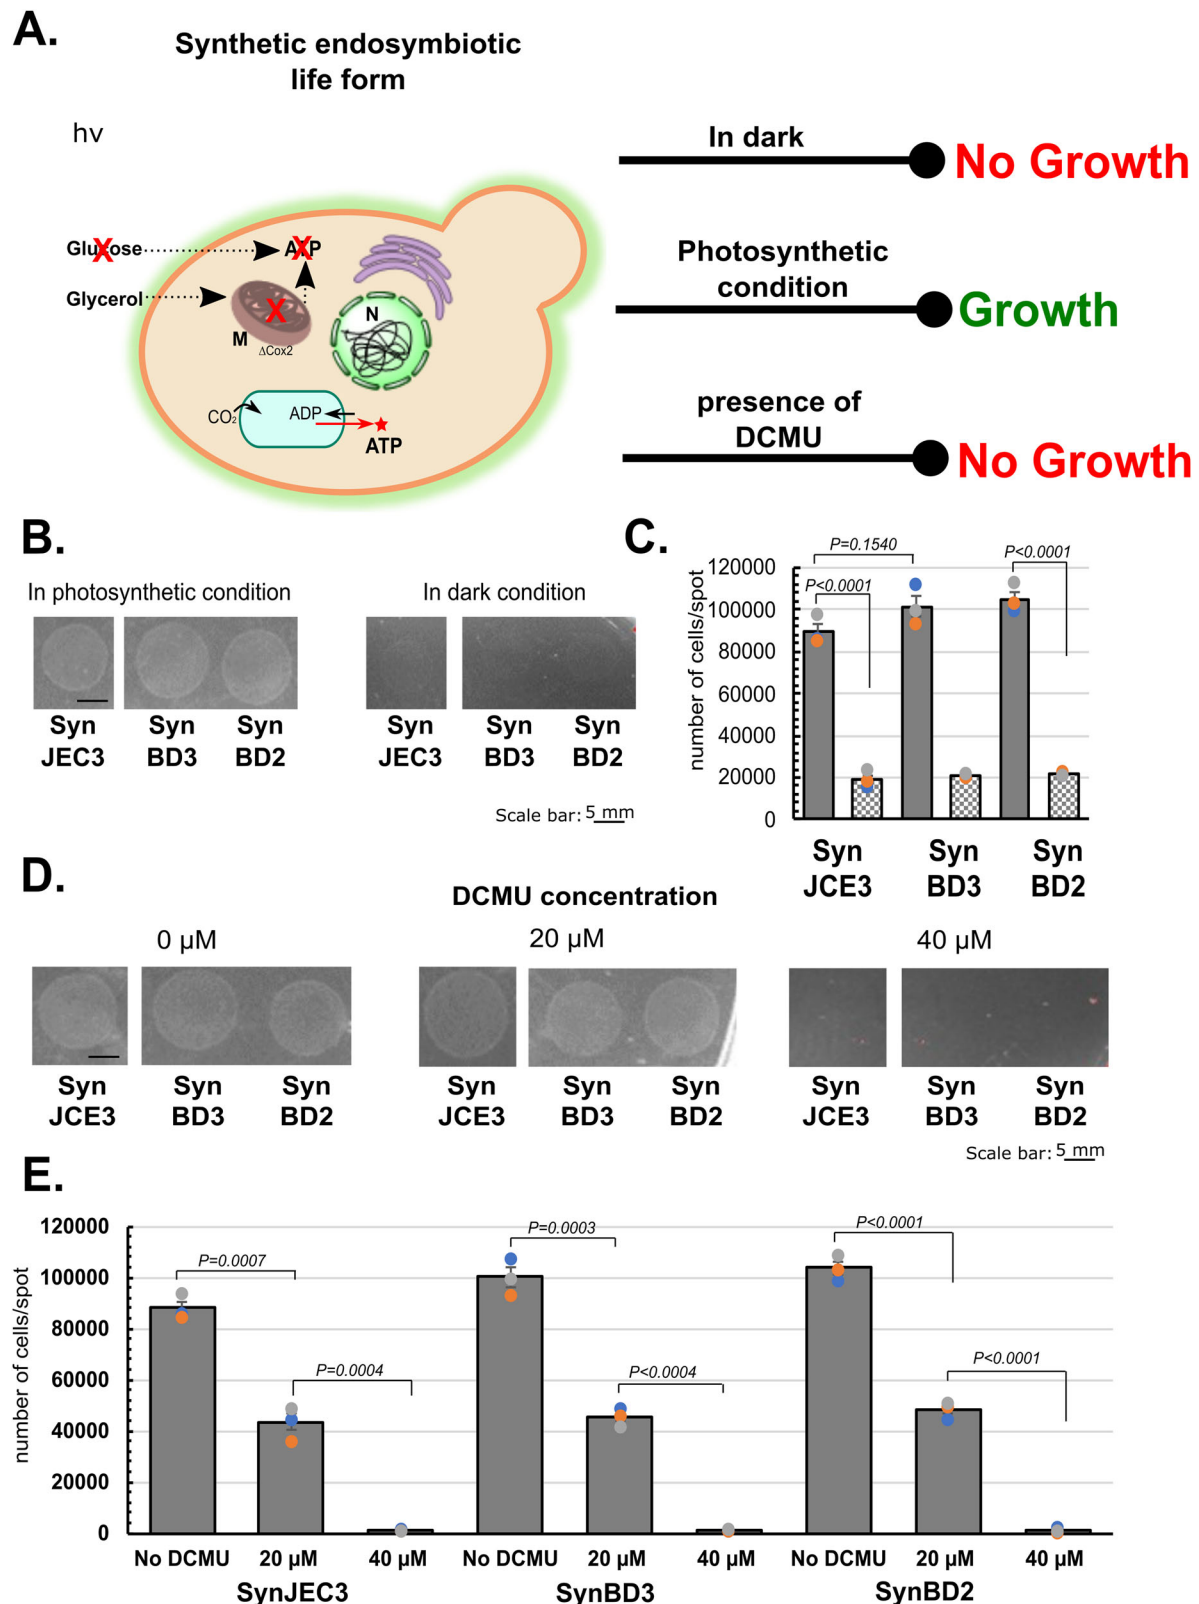 A.
Synthetic endosymbiotic
life form
hv
Glucose
ATP
Glycerol
M
ΔCox2
N
CO2
ADP
ATP
In dark
No Growth
Photosynthetic
condition
Growth
presence of
DCMU
No Growth
B.
In photosynthetic condition
In dark condition
Syn
JEC3
Syn
BD3
Syn
BD2
Syn
JEC3
Syn
BD3
Syn
BD2
Scale bar: 5 mm
C.
number of cells/spot
P=0.1540
P<0.0001
P<0.0001
120000
100000
80000
60000
40000
20000
0
Syn
JCE3
Syn
BD3
Syn
BD2
D.
DCMU concentration
0 µM
20 µM
40 µM
Syn
JCE3
Syn
BD3
Syn
BD2
Syn
JCE3
Syn
BD3
Syn
BD2
Syn
JCE3
Syn
BD3
Syn
BD2
Scale bar: 5 mm
E.
number of cells/spot
120000
100000
80000
60000
40000
20000
0
P=0.0007
P=0.0004
P=0.0003
P<0.0004
P<0.0001
P<0.0001
No DCMU 20 µM 40 µM No DCMU 20 µM 40 µM No DCMU 20 µM 40 µM
SynJEC3 SynBD3 SynBD2